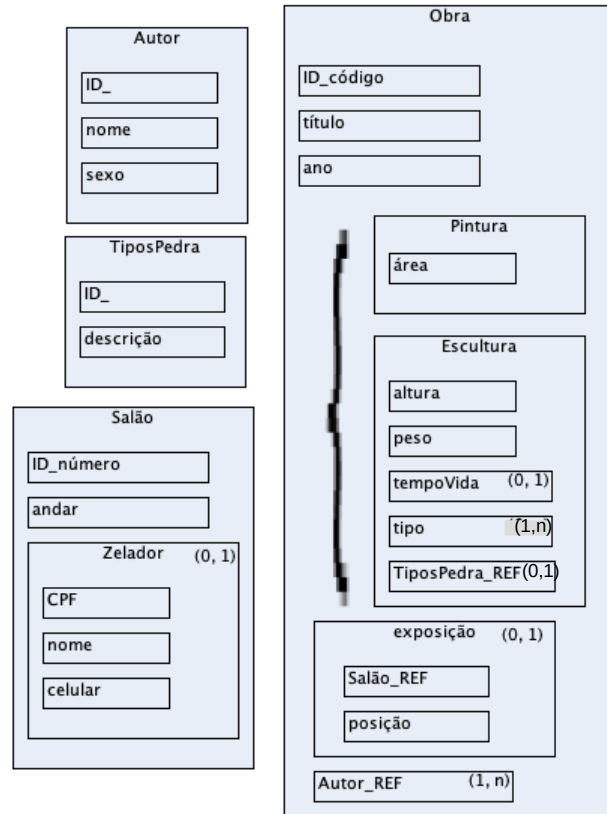 Autor
ID_
nome
sexo
TiposPedra
ID_
descrição
Salão
ID_número
andar
Zelador (0, 1)
CPF
nome
celular
Obra
ID_código
título
ano
Pintura
área
Escultura
altura
peso
tempoVida (0, 1)
tipo (1,n)
TiposPedra_REF(0,1)
exposição (0, 1)
Salão_REF
posição
Autor_REF (1, n)